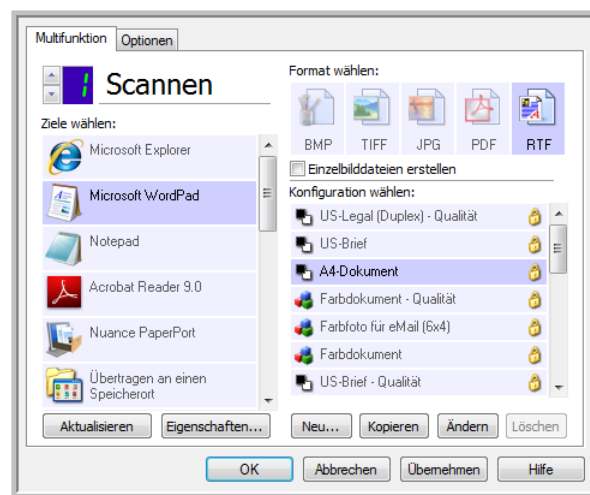 Multifunktion
Optionen
1
Scannen
Ziele wählen:
Microsoft Explorer
Microsoft WordPad
Notepad
Acrobat Reader 9.0
Nuance PaperPort
Übertragen an einen
Speicherort
Aktualisieren
Eigenschaften...
Format wählen:
BMP TIFF JPG PDF RTF
Einzelbilddateien erstellen
Konfiguration wählen:
US-Legal (Duplex) - Qualität
US-Brief
A4-Dokument
Farbdokument - Qualität
Farbfoto für eMail (6x4)
Farbdokument
US-Brief - Qualität
Neu... Kopieren Ändern Löschen
OK Abbrechen Übernehmen Hilfe